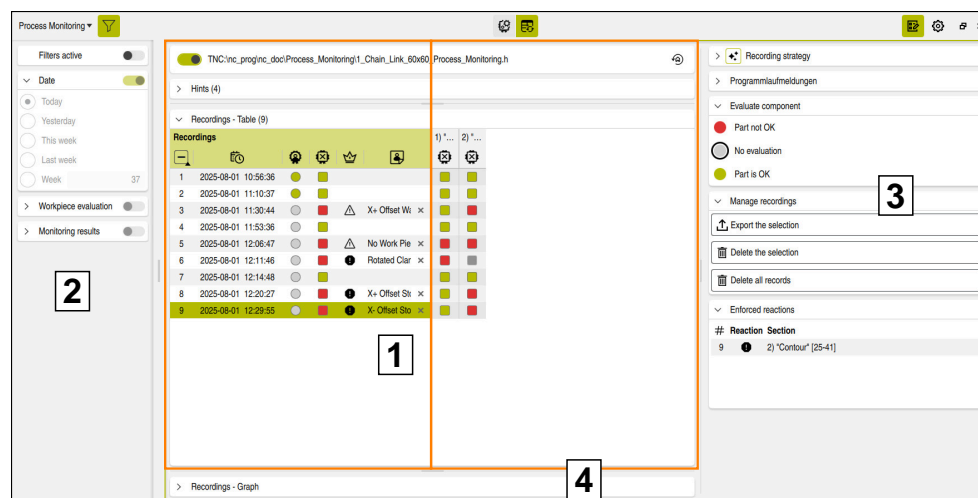 Process Monitoring
Filters active
Date
Today
Yesterday
This week
Last week
Week 37
Workpiece evaluation
Monitoring results
2
TNC:\nc_prog\nc_doc\Process_Monitoring\1_Chain_Link_60x60_Process_Monitoring.h
Hints (4)
Recordings - Table (9)
Recordings 1) "... 2) "...
1 2025-08-01 10:56:36
2 2025-08-01 11:10:37
3 2025-08-01 11:30:44 X+ Offset Wa ×
4 2025-08-01 11:53:36
5 2025-08-01 12:06:47 No Work Pie ×
6 2025-08-01 12:11:46 Rotated Clar ×
7 2025-08-01 12:14:48
8 2025-08-01 12:20:27 X+ Offset Sto ×
9 2025-08-01 12:29:55 X- Offset Sto ×
1
Recordings - Graph
4
Recording strategy
Programmlaufmeldungen
Evaluate component
Part not OK
No evaluation
Part is OK
Manage recordings
3
Export the selection
Delete the selection
Delete all records
Enforced reactions
# Reaction Section
9 2) "Contour" [25-41]